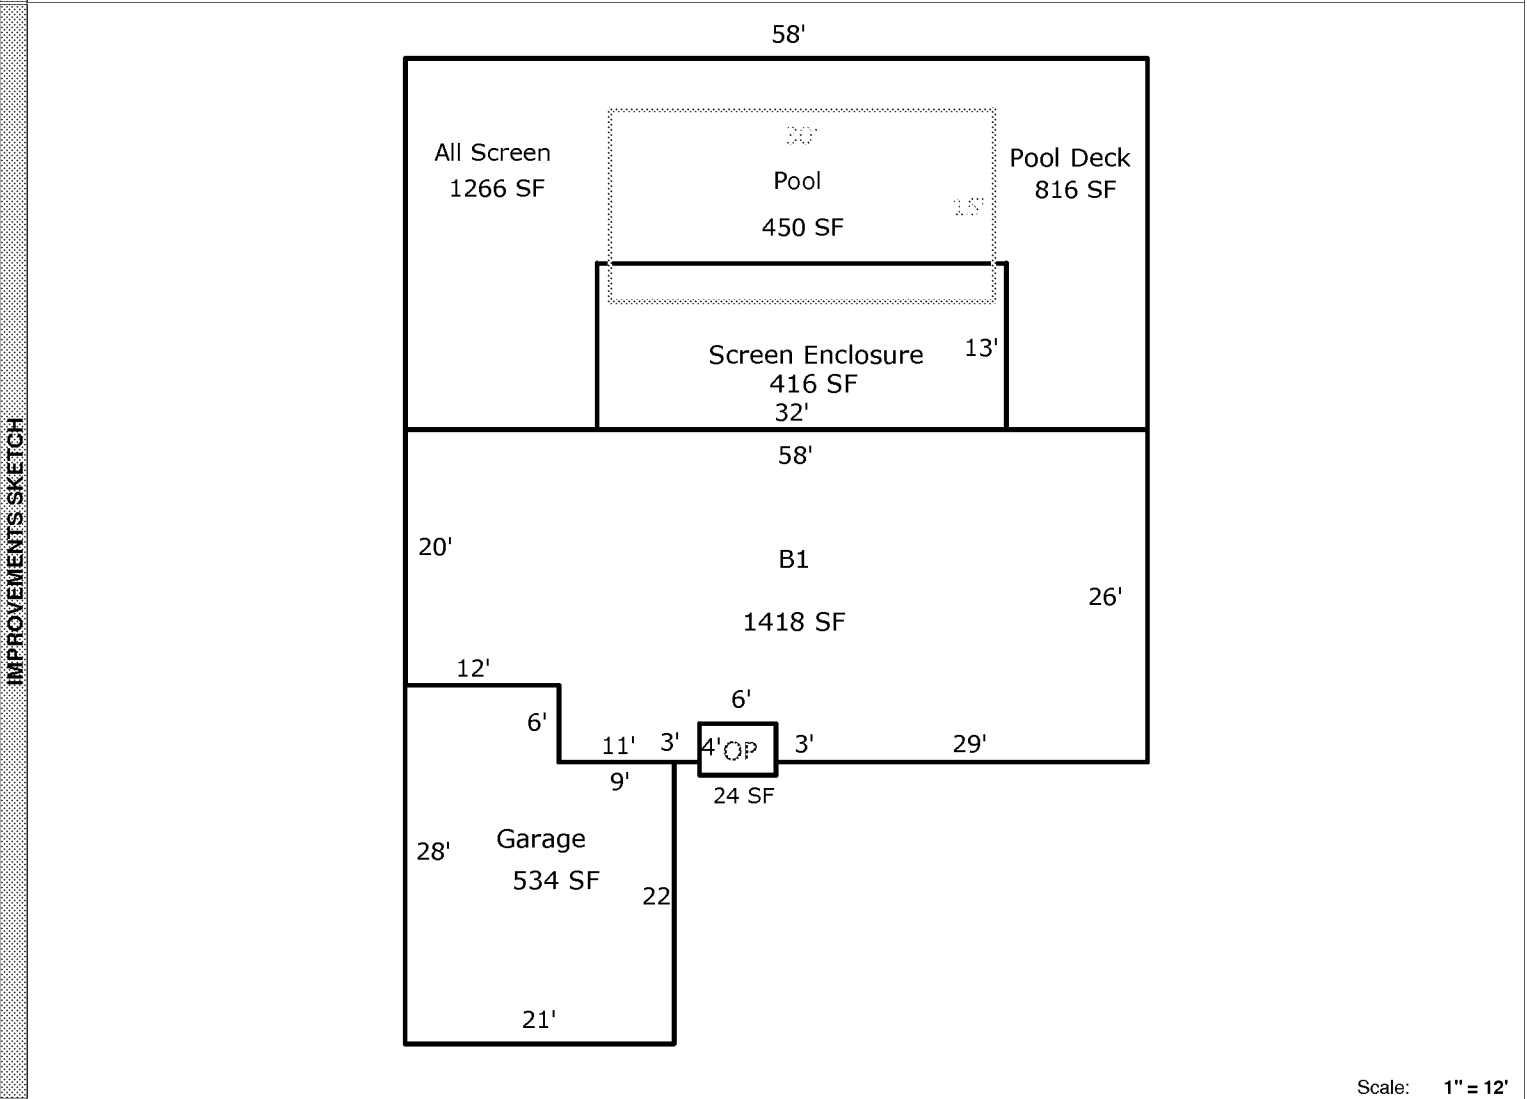 58'
30'
All Screen
1266 SF
Pool
15'
450 SF
Pool Deck
816 SF
Screen Enclosure
13'
416 SF
32'
58'
20'
B1
26'
1418 SF
12'
6'
6'
11'
3'
4'
OP
3'
29'
9'
24 SF
Garage
28'
534 SF
22
21'
IMPROVEMENTS SKETCH
Scale: 1" = 12'